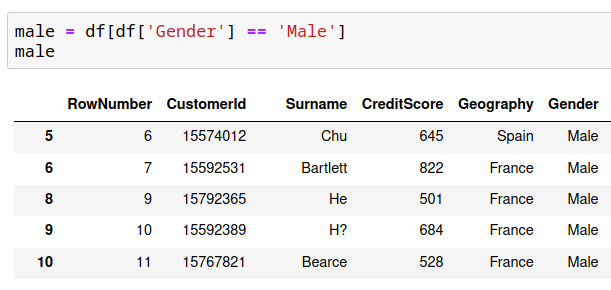 male = df[df['Gender'] == 'Male']
male
RowNumber CustomerId Surname CreditScore Geography Gender
5 6 15574012 Chu 645 Spain Male
6 7 15592531 Bartlett 822 France Male
8 9 15792365 He 501 France Male
9 10 15592389 H? 684 France Male
10 11 15767821 Bearce 528 France Male